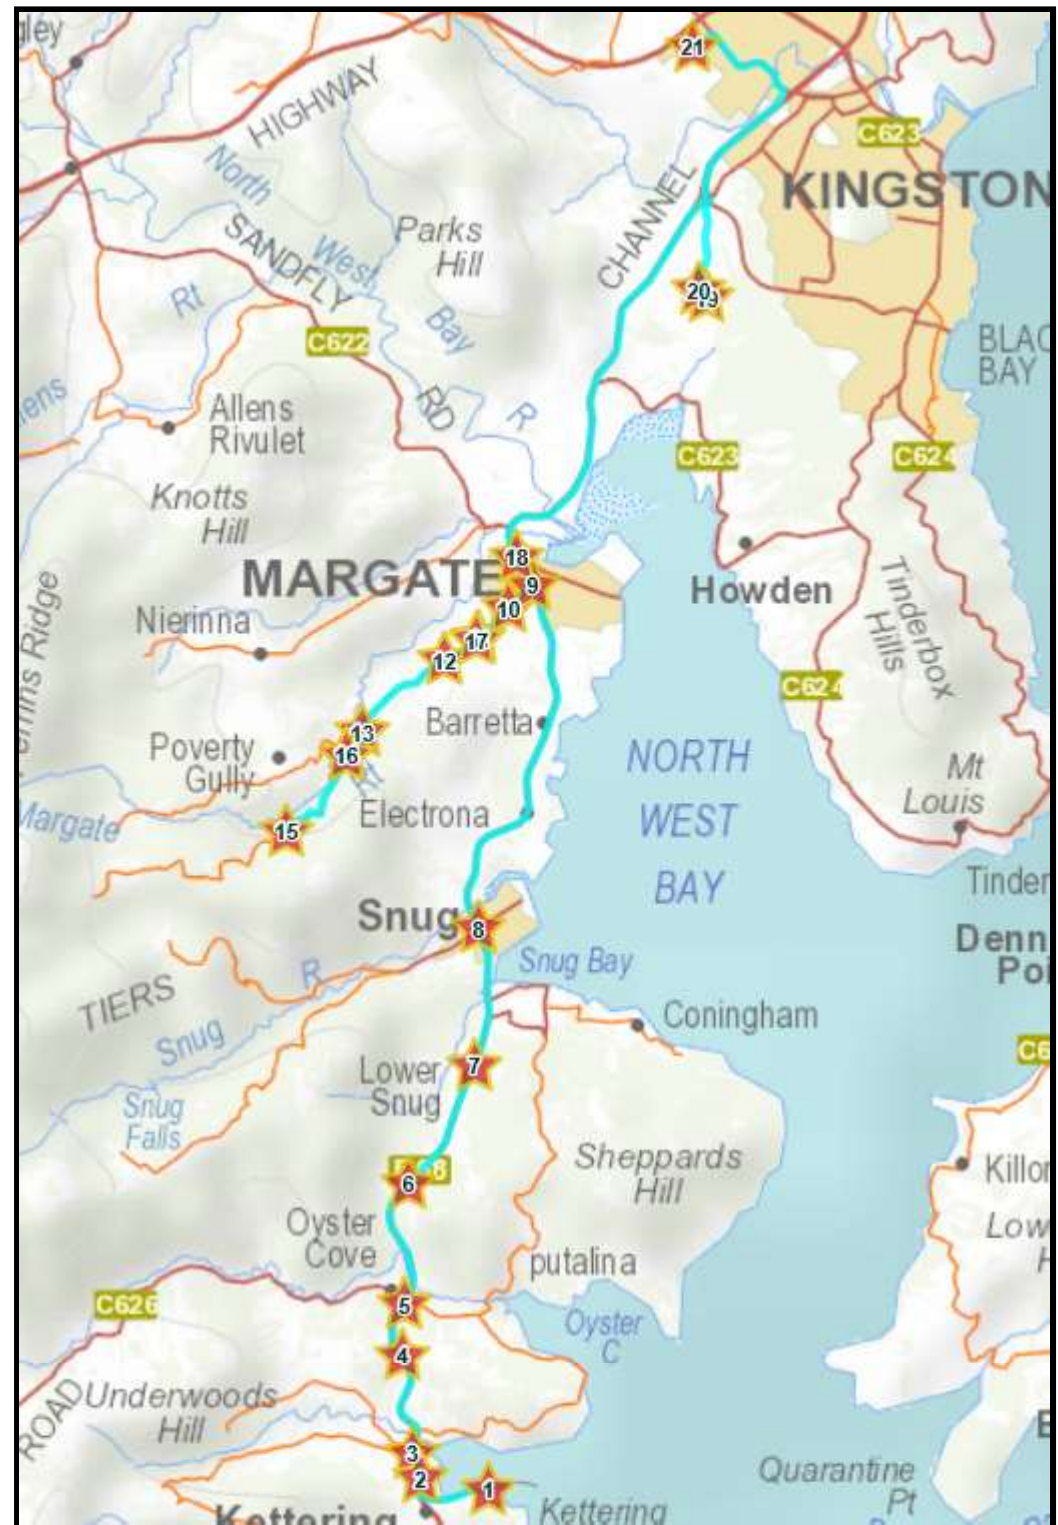 21
HIGHWAY
C623
North
KINGSTON
CHANNEL
SANDFLY
West
Parks
Hill
Rt
20
19
Bay
C622
BLAC
BAY
RD
R
Allens
Rivulet
C623
C624
Knotts
Hill
18
MARGATE
9
Howden
Tinderbox
Hills
10
Nierinna
17
12
C624
Barretta
13
Poverty
Gully
16
NORTH
WEST
BAY
Mt
Louis
Margate
Electrona
15
Tinder
Snug
8
Denn
Poi
Snug Bay
R
TIERS
Coningham
Snug
C6
Lower
Snug
7
Snug
Falls
Sheppards
Hill
6
Killor
Oyster
Cove
Low
putalina
C626
5
Oyster
C
4
ROAD
Underwoods
Hill
3
2
1
Quarantine
Pt
Kettering
Kettering